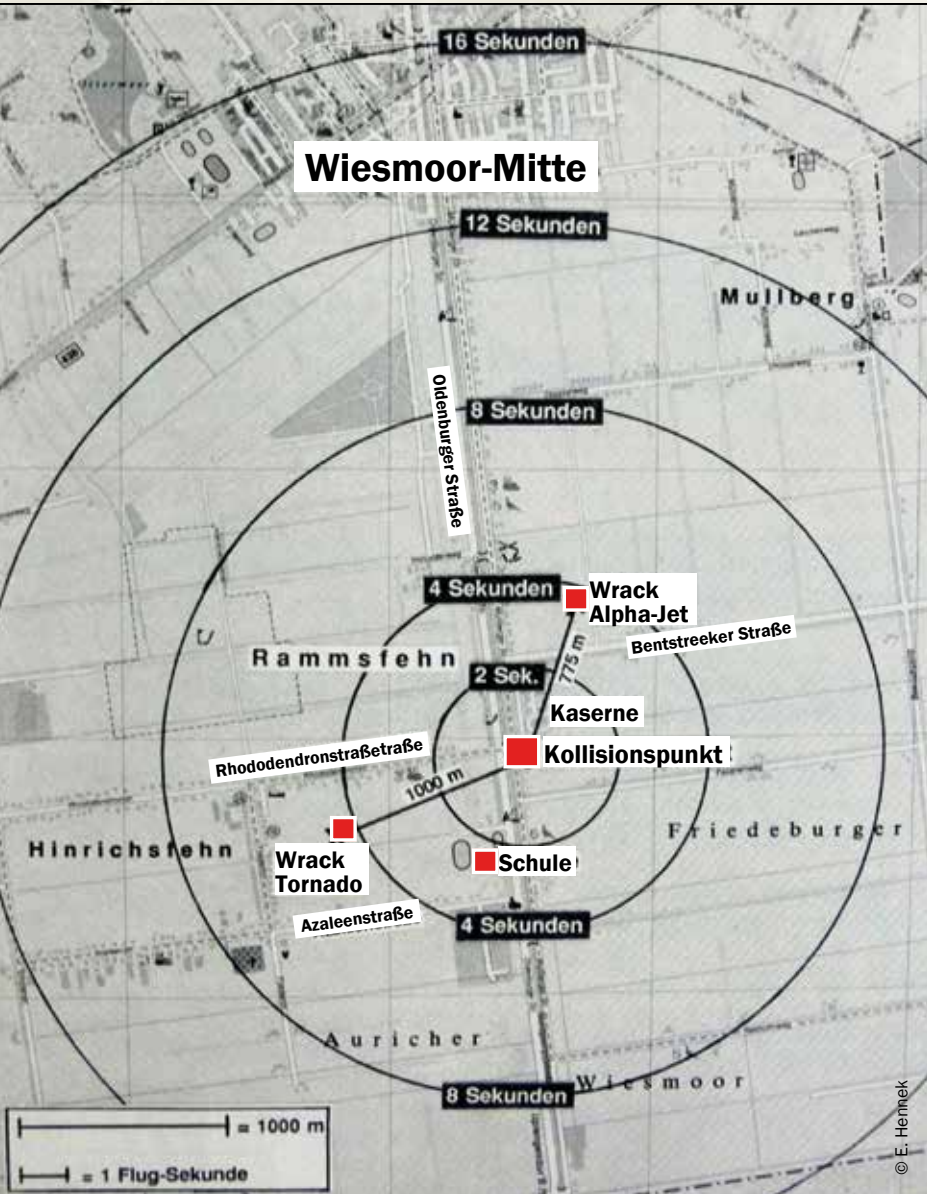 16 Sekunden
Wiesmoor-Mitte
12 Sekunden
Mullberg
436
Oldenburger Straße
8 Sekunden
4 Sekunden
Wrack
Alpha-Jet
Bentstreeker Straße
Rammsfehn
2 Sek.
775 m
Kaserne
Kollisionspunkt
Rhododendronstraßetraße
1000 m
Friedeburger
Hinrichsfehn
Wrack
Tornado
Schule
Azaleenstraße
4 Sekunden
Auricher
Wiesmoor
8 Sekunden
= 1000 m
= 1 Flug-Sekunde
© E. Hennek